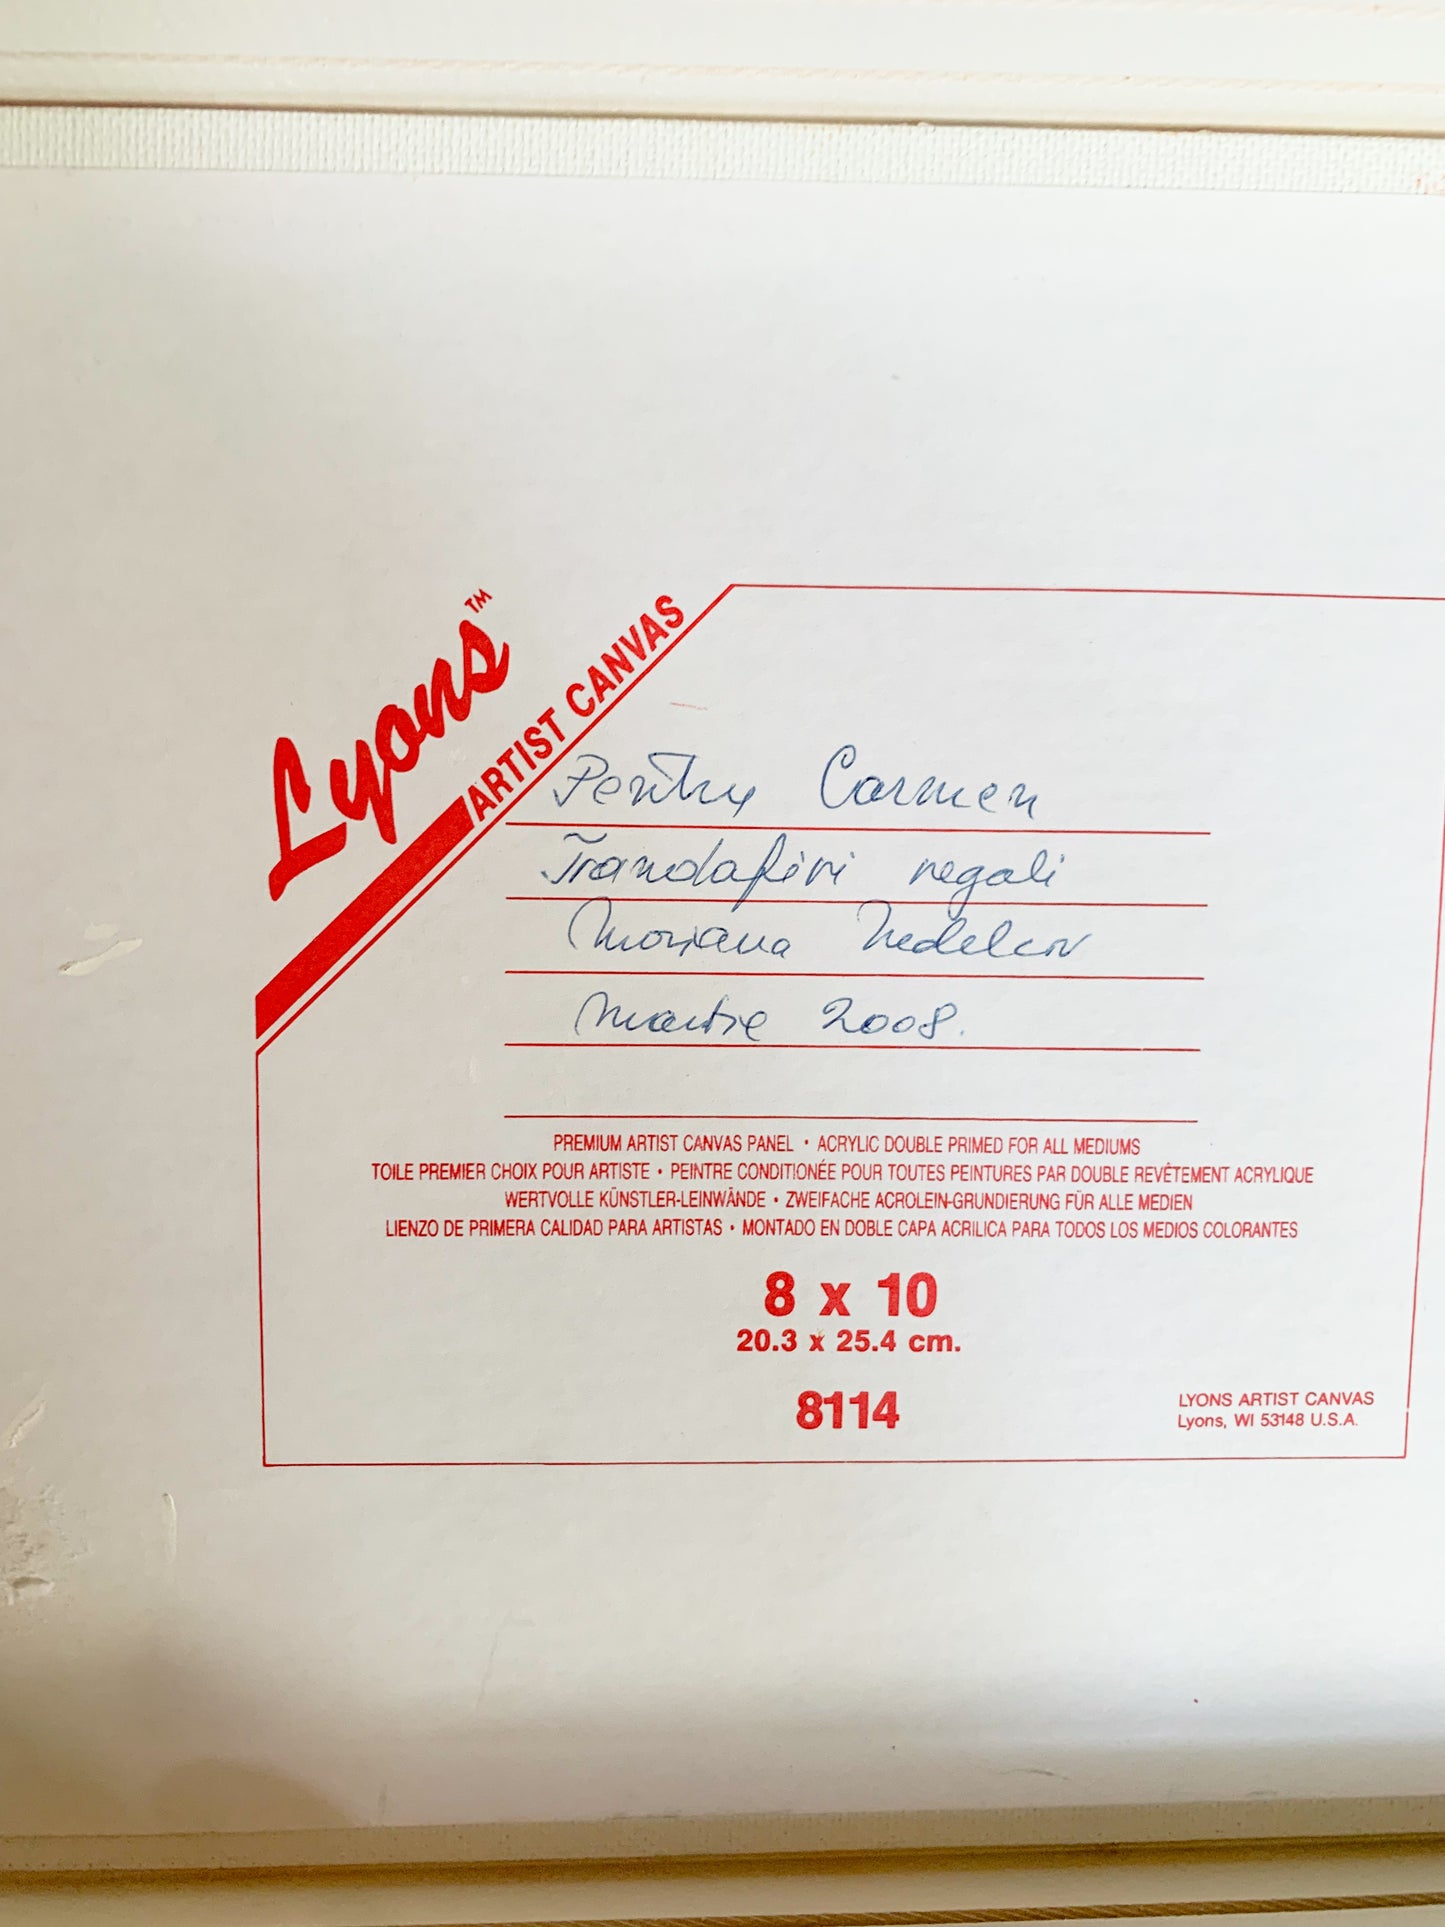 Lyons™
ARTIST CANVAS
Pentru Carmen
Trandafiri regali
Mariana Nedelcu
Martie 2008.
PREMIUM ARTIST CANVAS PANEL • ACRYLIC DOUBLE PRIMED FOR ALL MEDIUMS
TOILE PREMIER CHOIX POUR ARTISTE • PEINTRE CONDITIONÉE POUR TOUTES PEINTURES PAR DOUBLE REVÊTEMENT ACRYLIQUE
WERTVOLLE KÜNSTLER-LEINWÄNDE • ZWEIFACHE ACROLEIN-GRUNDIERUNG FÜR ALLE MEDIEN
LIENZO DE PRIMERA CALIDAD PARA ARTISTAS • MONTADO EN DOBLE CAPA ACRILICA PARA TODOS LOS MEDIOS COLORANTES
8 x 10
20.3 x 25.4 cm.
8114
LYONS ARTIST CANVAS
Lyons, WI 53148 U.S.A.